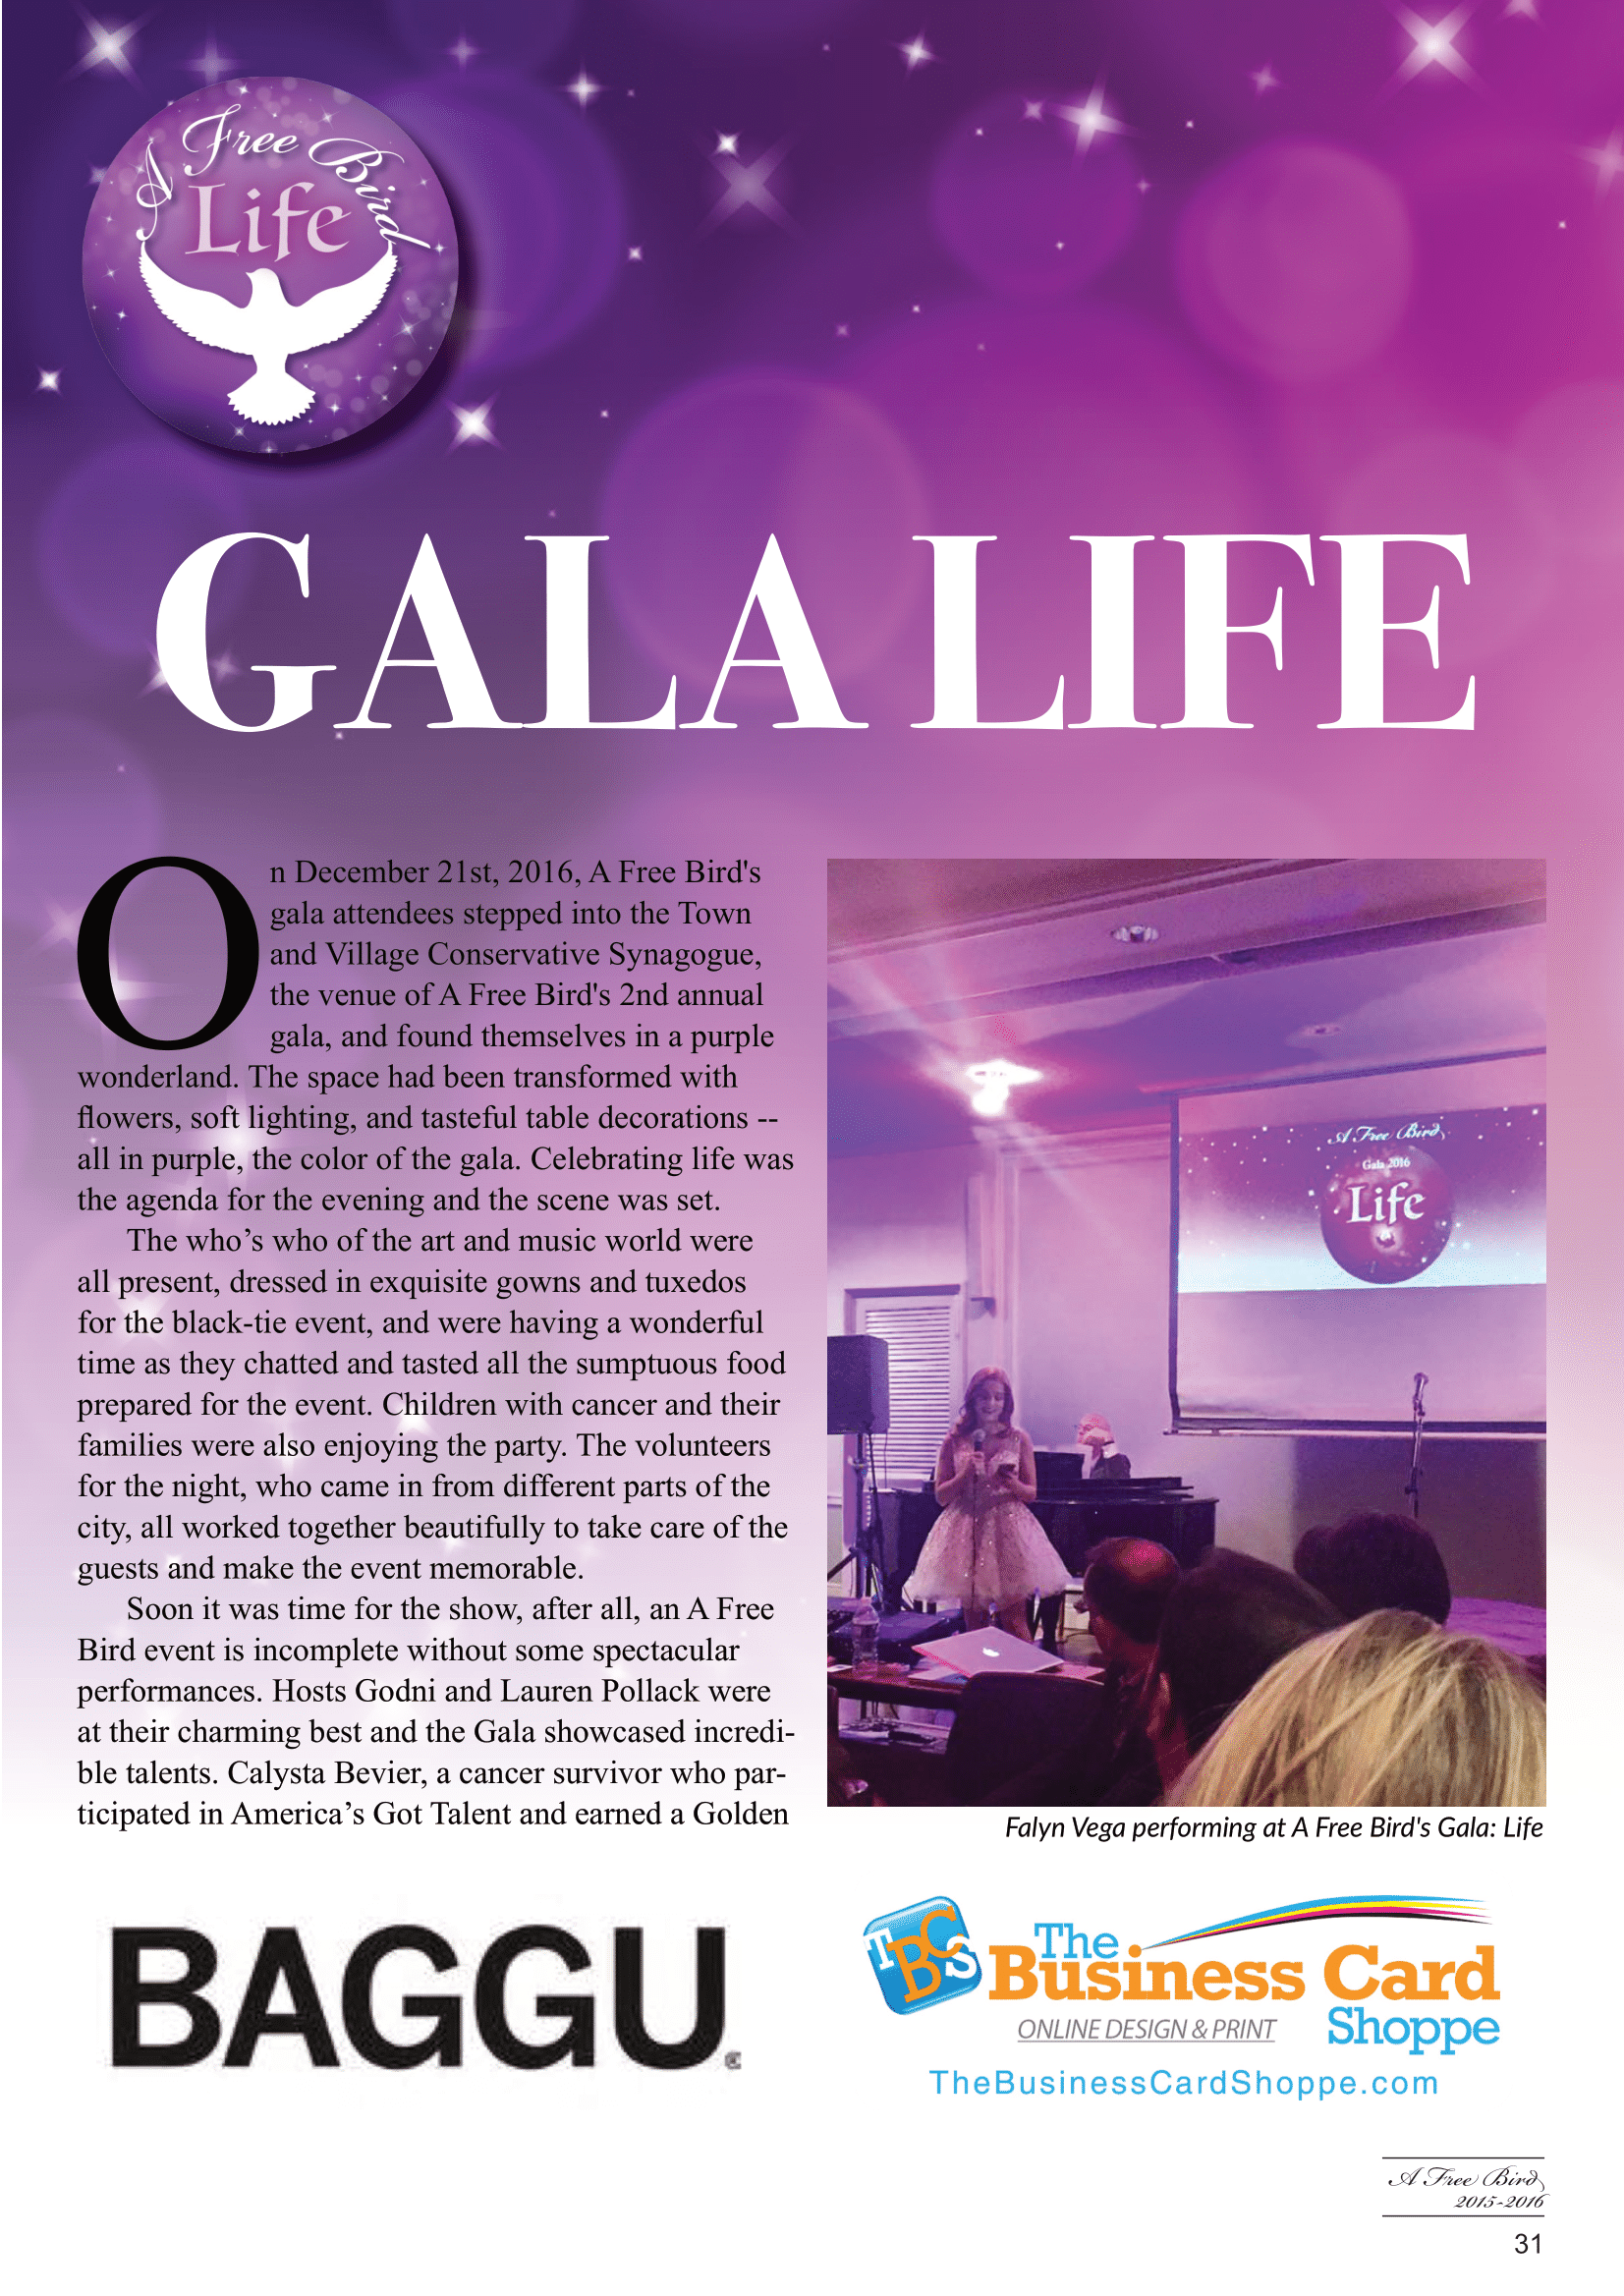 A Free Bird
Life
GALA LIFE
On December 21st, 2016, A Free Bird's
gala attendees stepped into the Town
and Village Conservative Synagogue,
the venue of A Free Bird's 2nd annual
gala, and found themselves in a purple
wonderland. The space had been transformed with
flowers, soft lighting, and tasteful table decorations --
all in purple, the color of the gala. Celebrating life was
the agenda for the evening and the scene was set.
The who’s who of the art and music world were
all present, dressed in exquisite gowns and tuxedos
for the black-tie event, and were having a wonderful
time as they chatted and tasted all the sumptuous food
prepared for the event. Children with cancer and their
families were also enjoying the party. The volunteers
for the night, who came in from different parts of the
city, all worked together beautifully to take care of the
guests and make the event memorable.
Soon it was time for the show, after all, an A Free
Bird event is incomplete without some spectacular
performances. Hosts Godni and Lauren Pollack were
at their charming best and the Gala showcased incredi-
ble talents. Calysta Bevier, a cancer survivor who par-
ticipated in America’s Got Talent and earned a Golden
A Free Bird
Gala 2016
Life
Falyn Vega performing at A Free Bird's Gala: Life
BAGGU
TBCS
The
Business Card
Shoppe
ONLINE DESIGN & PRINT
TheBusinessCardShoppe.com
A Free Bird
2015-2016
31